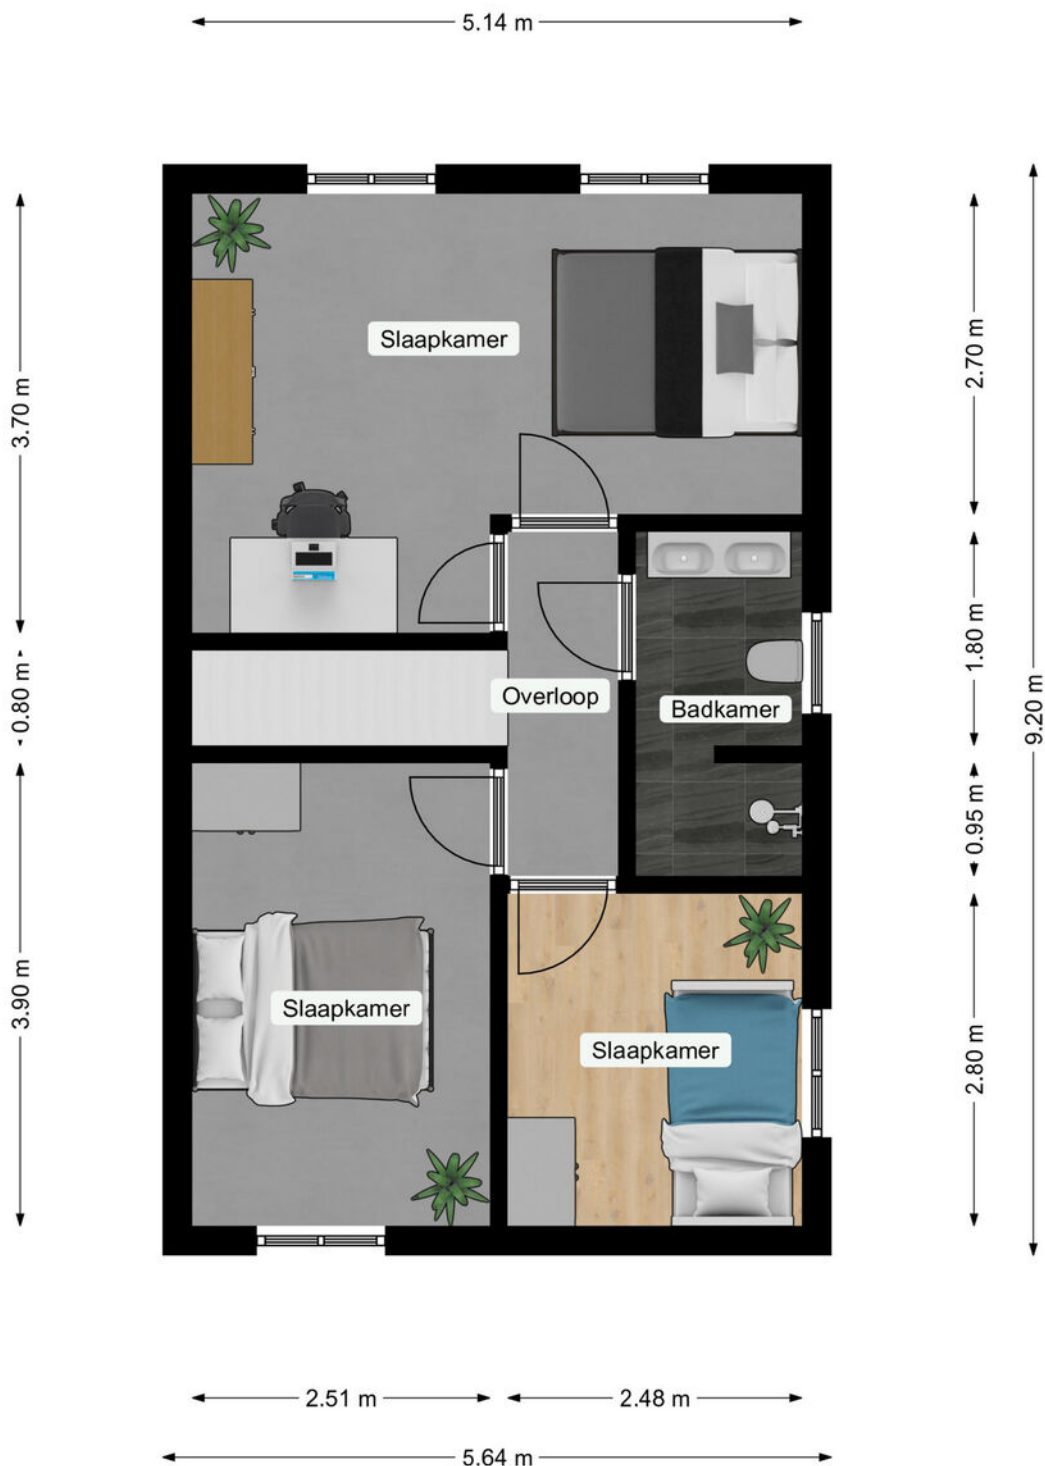 5.14 m
Slaapkamer
3.70 m
2.70 m
0.80 m
Overloop
Badkamer
1.80 m
9.20 m
0.95 m
3.90 m
Slaapkamer
Slaapkamer
2.80 m
2.51 m
2.48 m
5.64 m